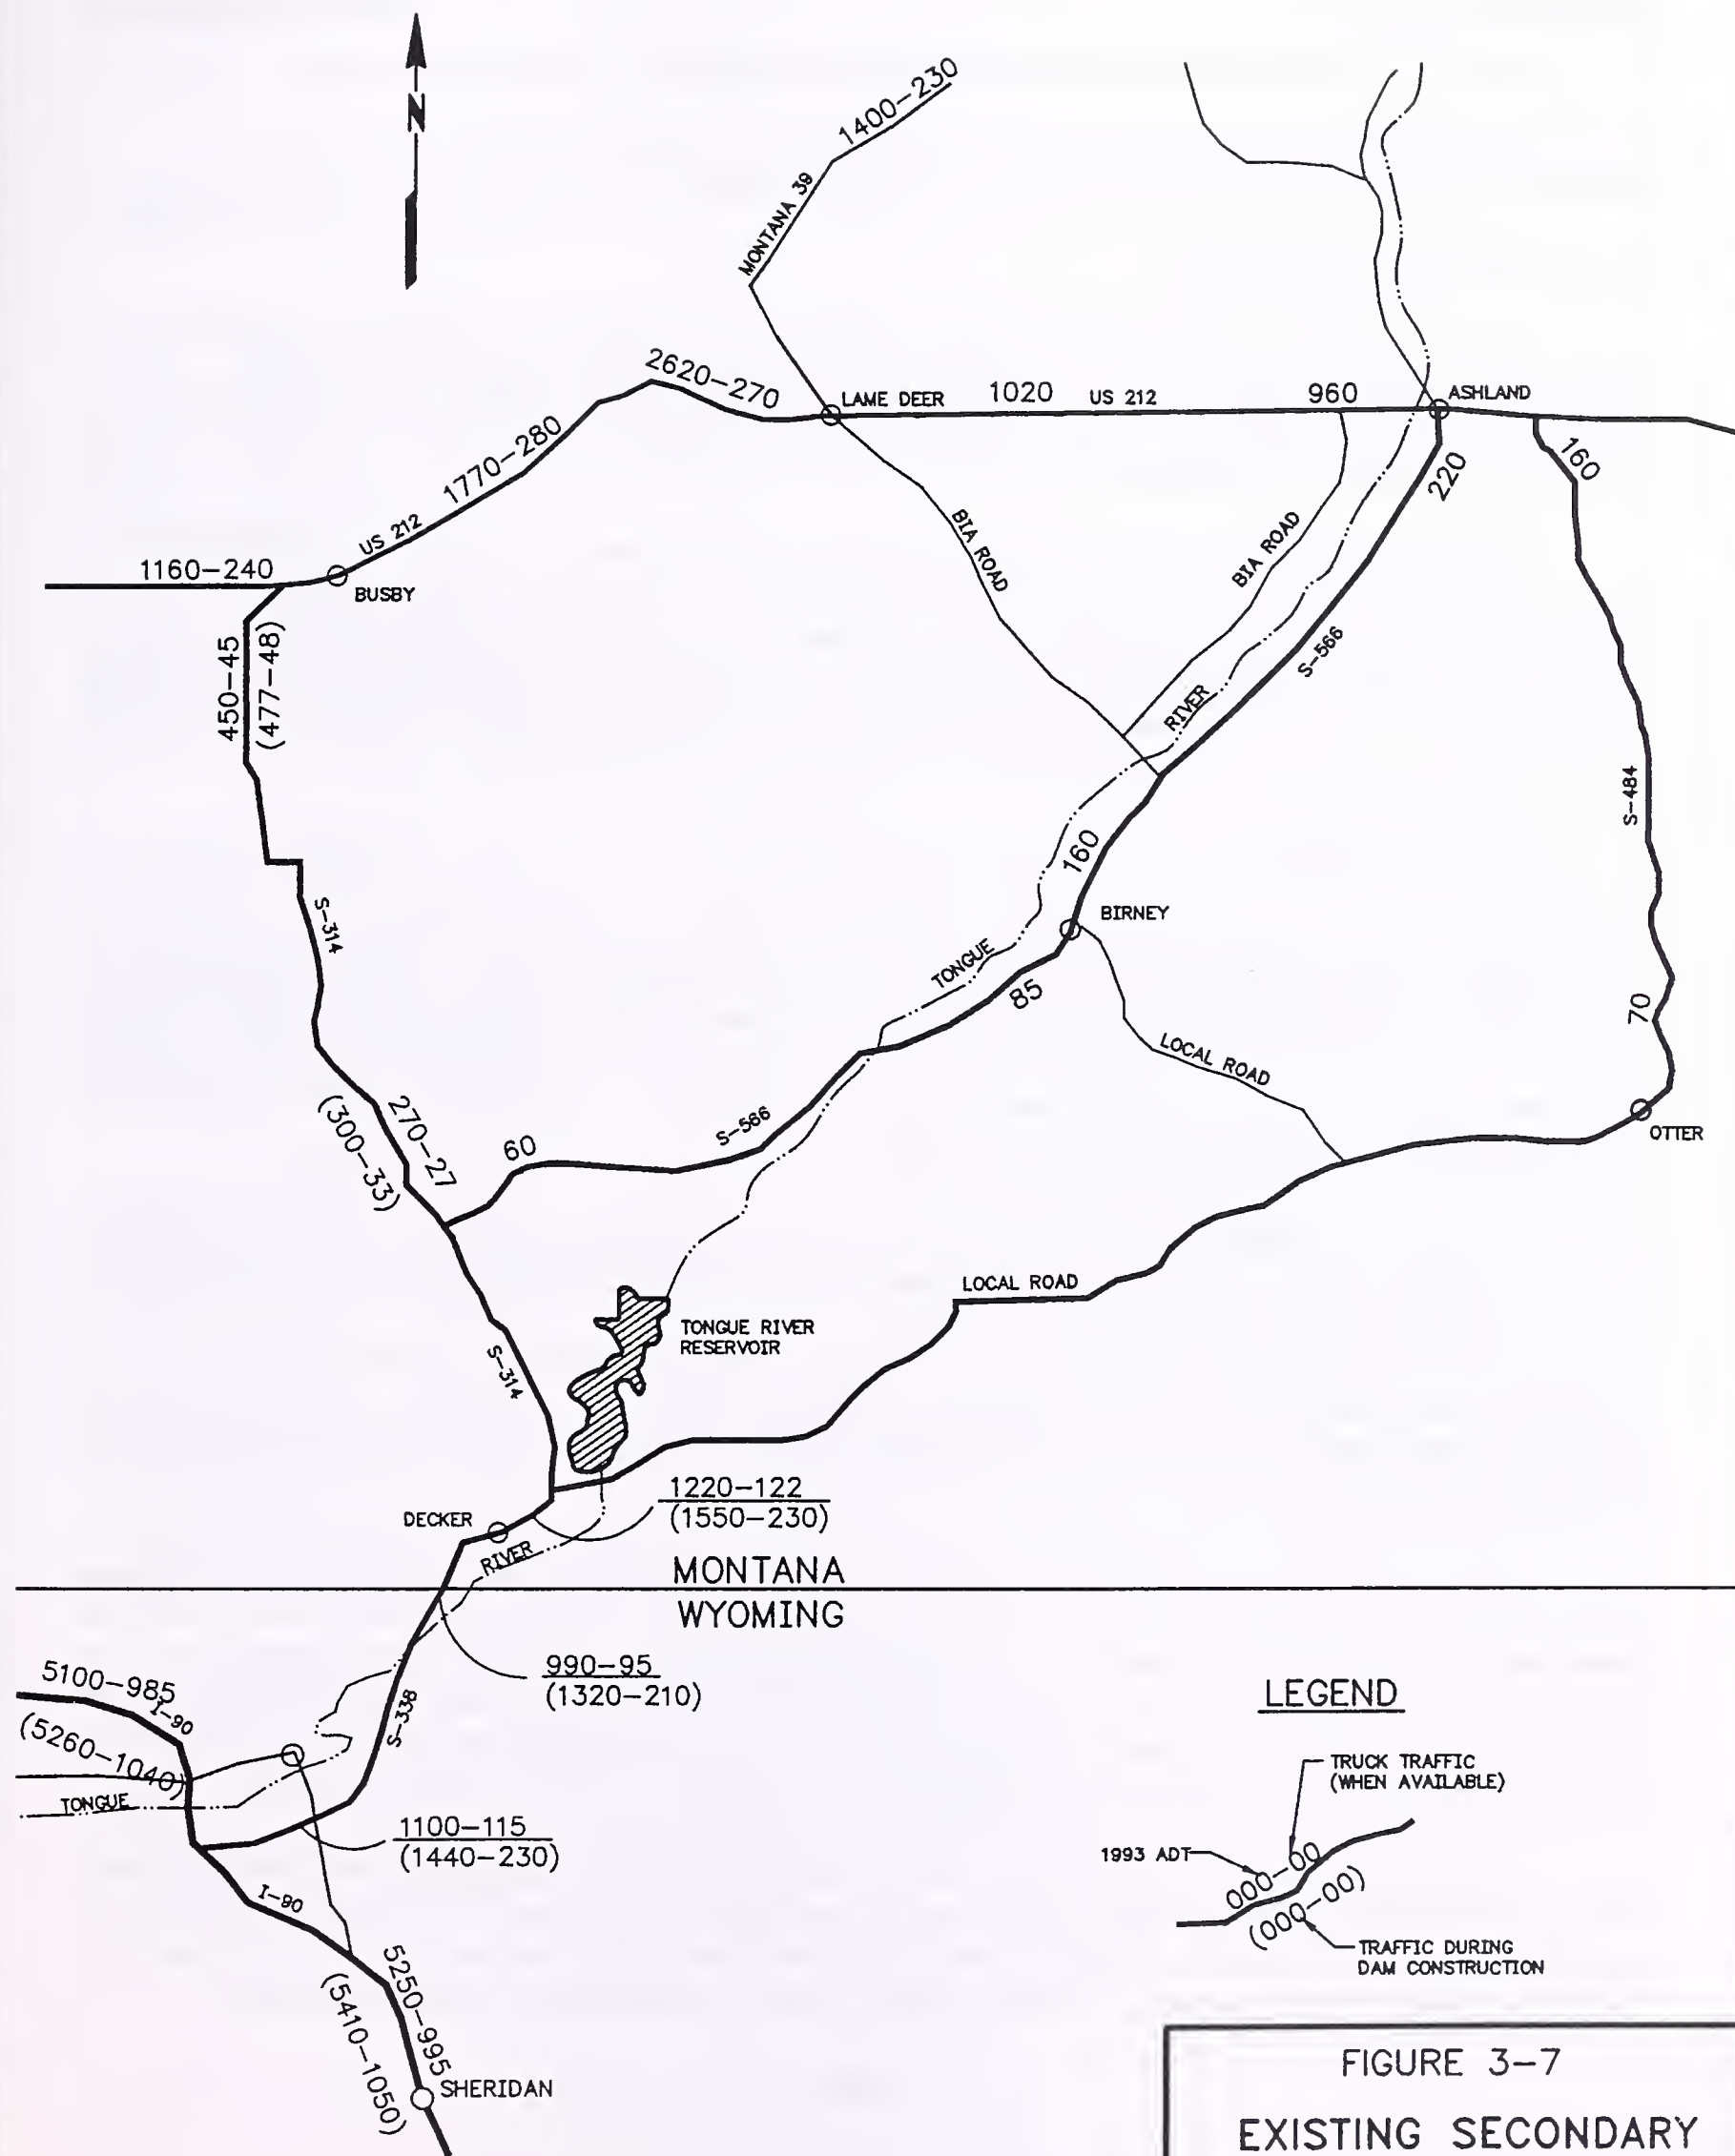 N
1400-230
MONTANA 39
2620-270
LAME DEER
1020
US 212
960
ASHLAND
1770-280
US 212
220
160
1160-240
BUSBY
BIA ROAD
BIA ROAD
450-45
(477-48)
S-566
RIVER
S-484
160
S-314
BIRNEY
TONGUE
85
70
LOCAL ROAD
270-27
(300-33)
60
S-566
OTTER
LOCAL ROAD
TONGUE RIVER
RESERVOIR
S-314
1220-122
(1550-230)
DECKER
RIVER
MONTANA
WYOMING
990-95
(1320-210)
5100-985
I-90
(5260-1040)
S-338
TONGUE
1100-115
(1440-230)
I-90
5250-995
(5410-1050)
SHERIDAN
LEGEND
TRUCK TRAFFIC
(WHEN AVAILABLE)
1993 ADT
000-00
(000-00)
TRAFFIC DURING
DAM CONSTRUCTION
FIGURE 3-7
EXISTING SECONDARY